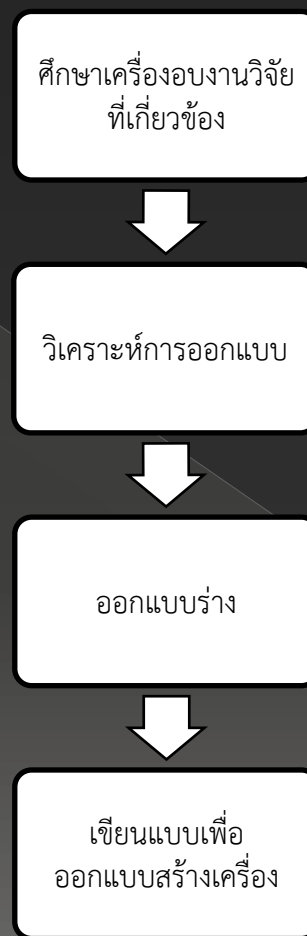 ศึกษาเครื่องอบงานวิจัย
ที่เกี่ยวข้อง
วิเคราะห์การออกแบบ
ออกแบบร่าง
เขียนแบบเพื่อ
ออกแบบสร้างเครื่อง